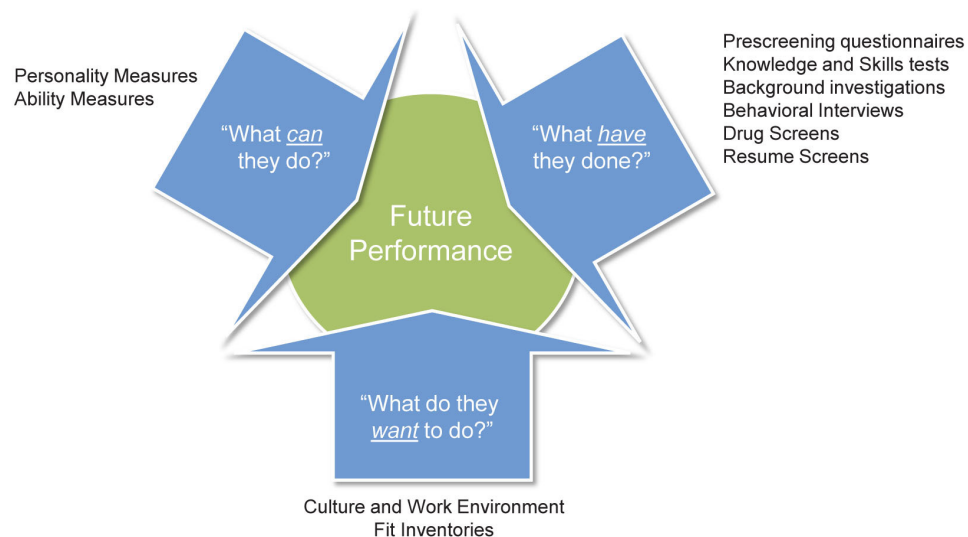 Personality Measures
Ability Measures
“What can
they do?”
“What have
they done?”
Prescreening questionnaires
Knowledge and Skills tests
Background investigations
Behavioral Interviews
Drug Screens
Resume Screens
Future
Performance
“What do they
want to do?”
Culture and Work Environment
Fit Inventories